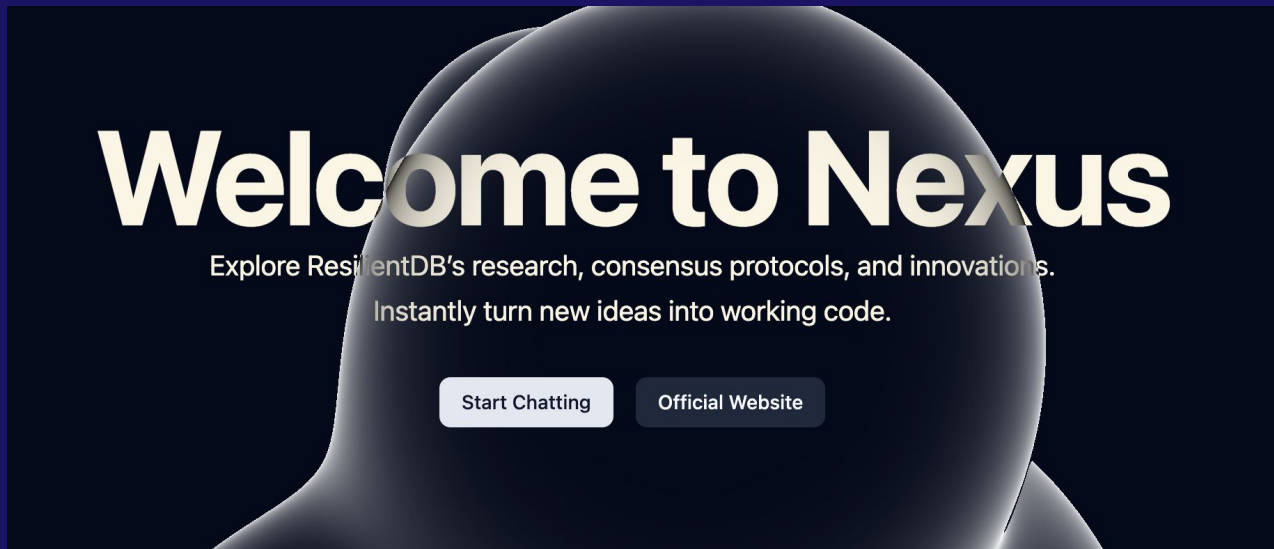 Welcome to Nexus
Explore ResilientDB’s research, consensus protocols, and innovations.
Instantly turn new ideas into working code.
Start Chatting
Official Website